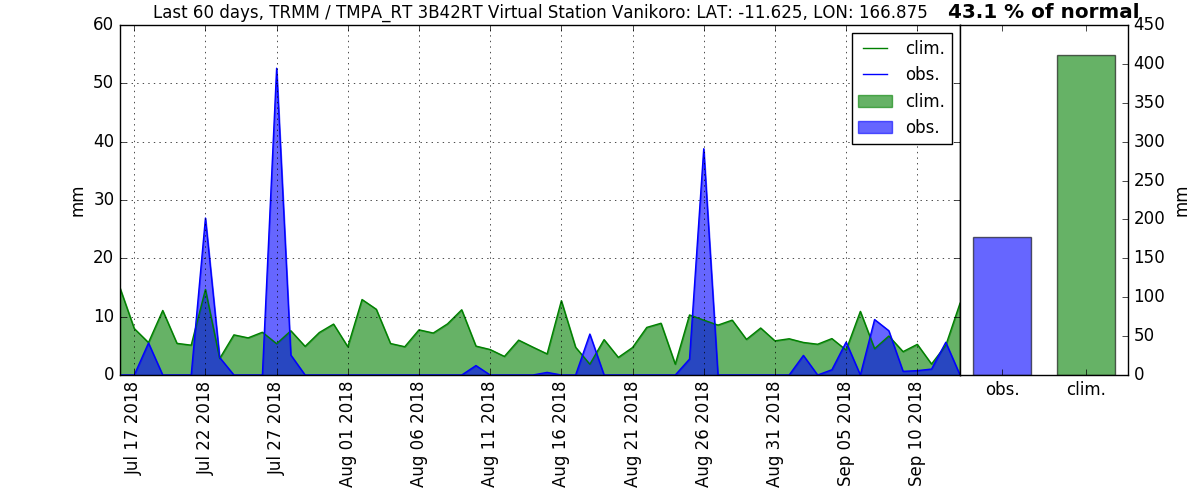 Last 60 days, TRMM / TMPA_RT 3B42RT Virtual Station Vanikoro: LAT: -11.625, LON: 166.875
43.1 % of normal
60
50
40
30
20
10
0
mm
clim.
obs.
clim.
obs.
450
400
350
300
250
200
150
100
50
0
mm
Jul 17 2018
Jul 22 2018
Jul 27 2018
Aug 01 2018
Aug 06 2018
Aug 11 2018
Aug 16 2018
Aug 21 2018
Aug 26 2018
Aug 31 2018
Sep 05 2018
Sep 10 2018
obs.
clim.